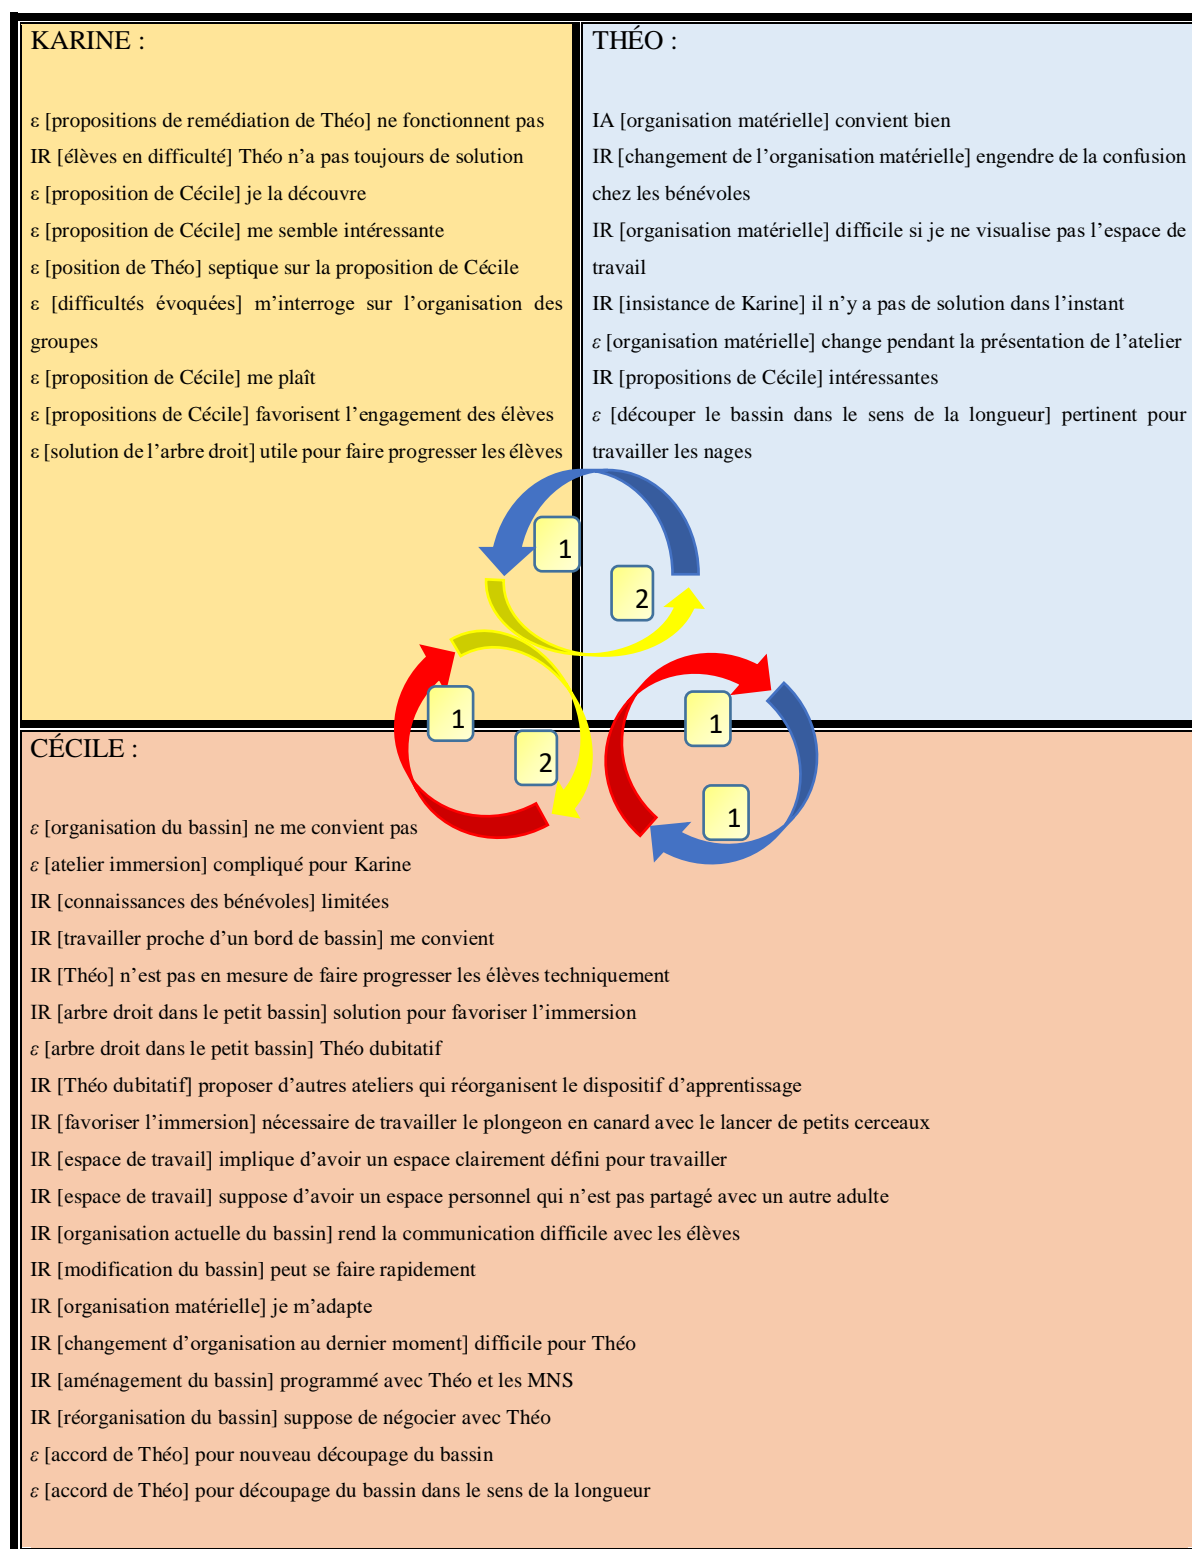 KARINE :
ε [propositions de remédiation de Théo] ne fonctionnent pas
IR [élèves en difficulté] Théo n’a pas toujours de solution
ε [proposition de Cécile] je la découvre
ε [proposition de Cécile] me semble intéressante
ε [position de Théo] septique sur la proposition de Cécile
ε [difficultés évoquées] m’interroge sur l’organisation des
groupes
ε [proposition de Cécile] me plaît
ε [propositions de Cécile] favorisent l’engagement des élèves
ε [solution de l’arbre droit] utile pour faire progresser les élèves
THÉO :
IA [organisation matérielle] convient bien
IR [changement de l’organisation matérielle] engendre de la confusion
chez les bénévoles
IR [organisation matérielle] difficile si je ne visualise pas l’espace de
travail
IR [insistance de Karine] il n’y a pas de solution dans l’instant
ε [organisation matérielle] change pendant la présentation de l’atelier
IR [propositions de Cécile] intéressantes
ε [découper le bassin dans le sens de la longueur] pertinent pour
travailler les nages
1
2
1
2
1
1
CÉCILE :
ε [organisation du bassin] ne me convient pas
ε [atelier immersion] compliqué pour Karine
IR [connaissances des bénévoles] limitées
IR [travailler proche d’un bord de bassin] me convient
IR [Théo] n’est pas en mesure de faire progresser les élèves techniquement
IR [arbre droit dans le petit bassin] solution pour favoriser l’immersion
ε [arbre droit dans le petit bassin] Théo dubitatif
IR [Théo dubitatif] proposer d’autres ateliers qui réorganisent le dispositif d’apprentissage
IR [favoriser l’immersion] nécessaire de travailler le plongeon en canard avec le lancer de petits cerceaux
IR [espace de travail] implique d’avoir un espace clairement défini pour travailler
IR [espace de travail] suppose d’avoir un espace personnel qui n’est pas partagé avec un autre adulte
IR [organisation actuelle du bassin] rend la communication difficile avec les élèves
IR [modification du bassin] peut se faire rapidement
IR [organisation matérielle] je m’adapte
IR [changement d’organisation au dernier moment] difficile pour Théo
IR [aménagement du bassin] programmé avec Théo et les MNS
IR [réorganisation du bassin] suppose de négocier avec Théo
ε [accord de Théo] pour nouveau découpage du bassin
ε [accord de Théo] pour découpage du bassin dans le sens de la longueur